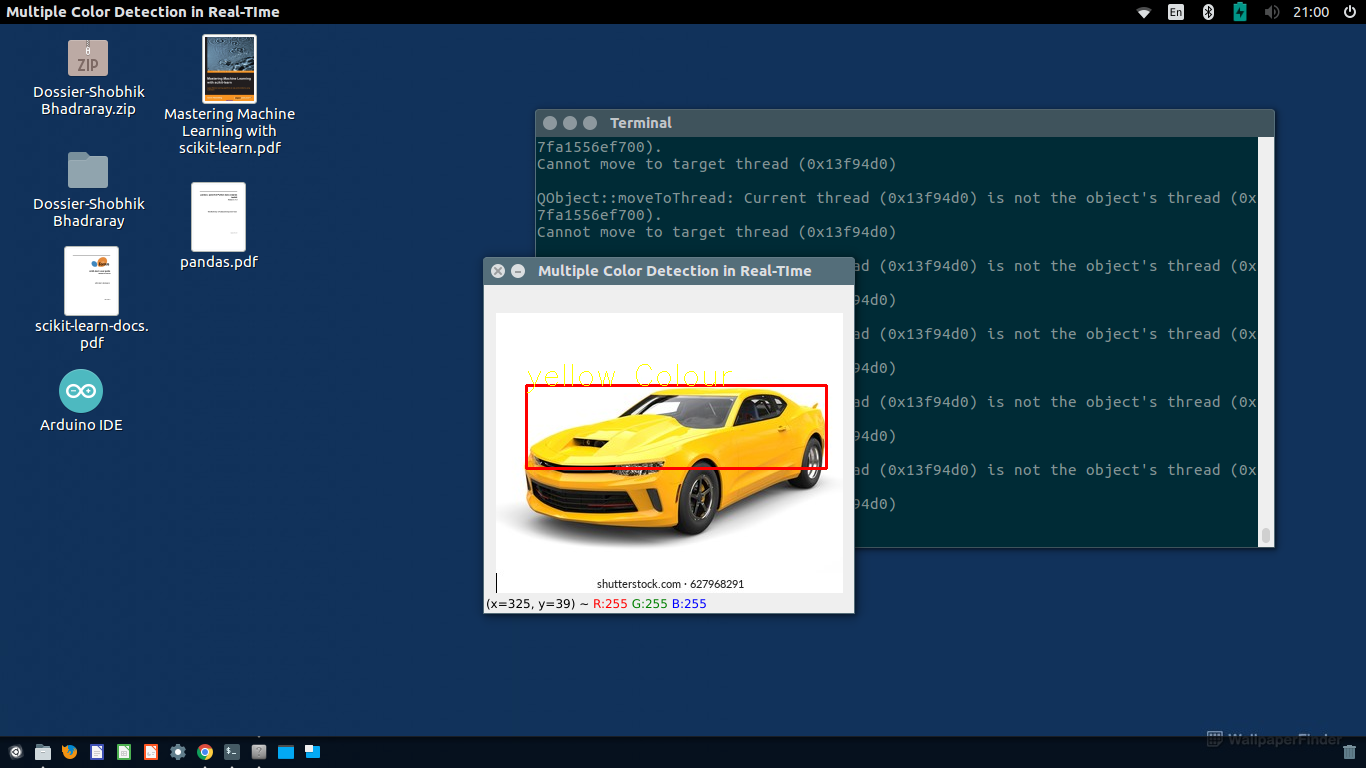 Multiple Color Detection in Real-TIme
En
21:00
ZIP
Dossier-Shobhik
Bhadraray.zip
Mastering Machine
Learning with
scikit-learn.pdf
Dossier-Shobhik
Bhadraray
pandas.pdf
scikit-learn-docs.
pdf
Arduino IDE
Terminal
7fa1556ef700).
Cannot move to target thread (0x13f94d0)
QObject::moveToThread: Current thread (0x13f94d0) is not the object's thread (0x
7fa1556ef700).
Cannot move to target thread (0x13f94d0)
ad (0x13f94d0) is not the object's thread (0x
94d0)
ad (0x13f94d0) is not the object's thread (0x
94d0)
ad (0x13f94d0) is not the object's thread (0x
94d0)
ad (0x13f94d0) is not the object's thread (0x
94d0)
Multiple Color Detection in Real-TIme
yellow Colour
shutterstock.com · 627968291
(x=325, y=39) ~ R:255 G:255 B:255
WallpaperFinder